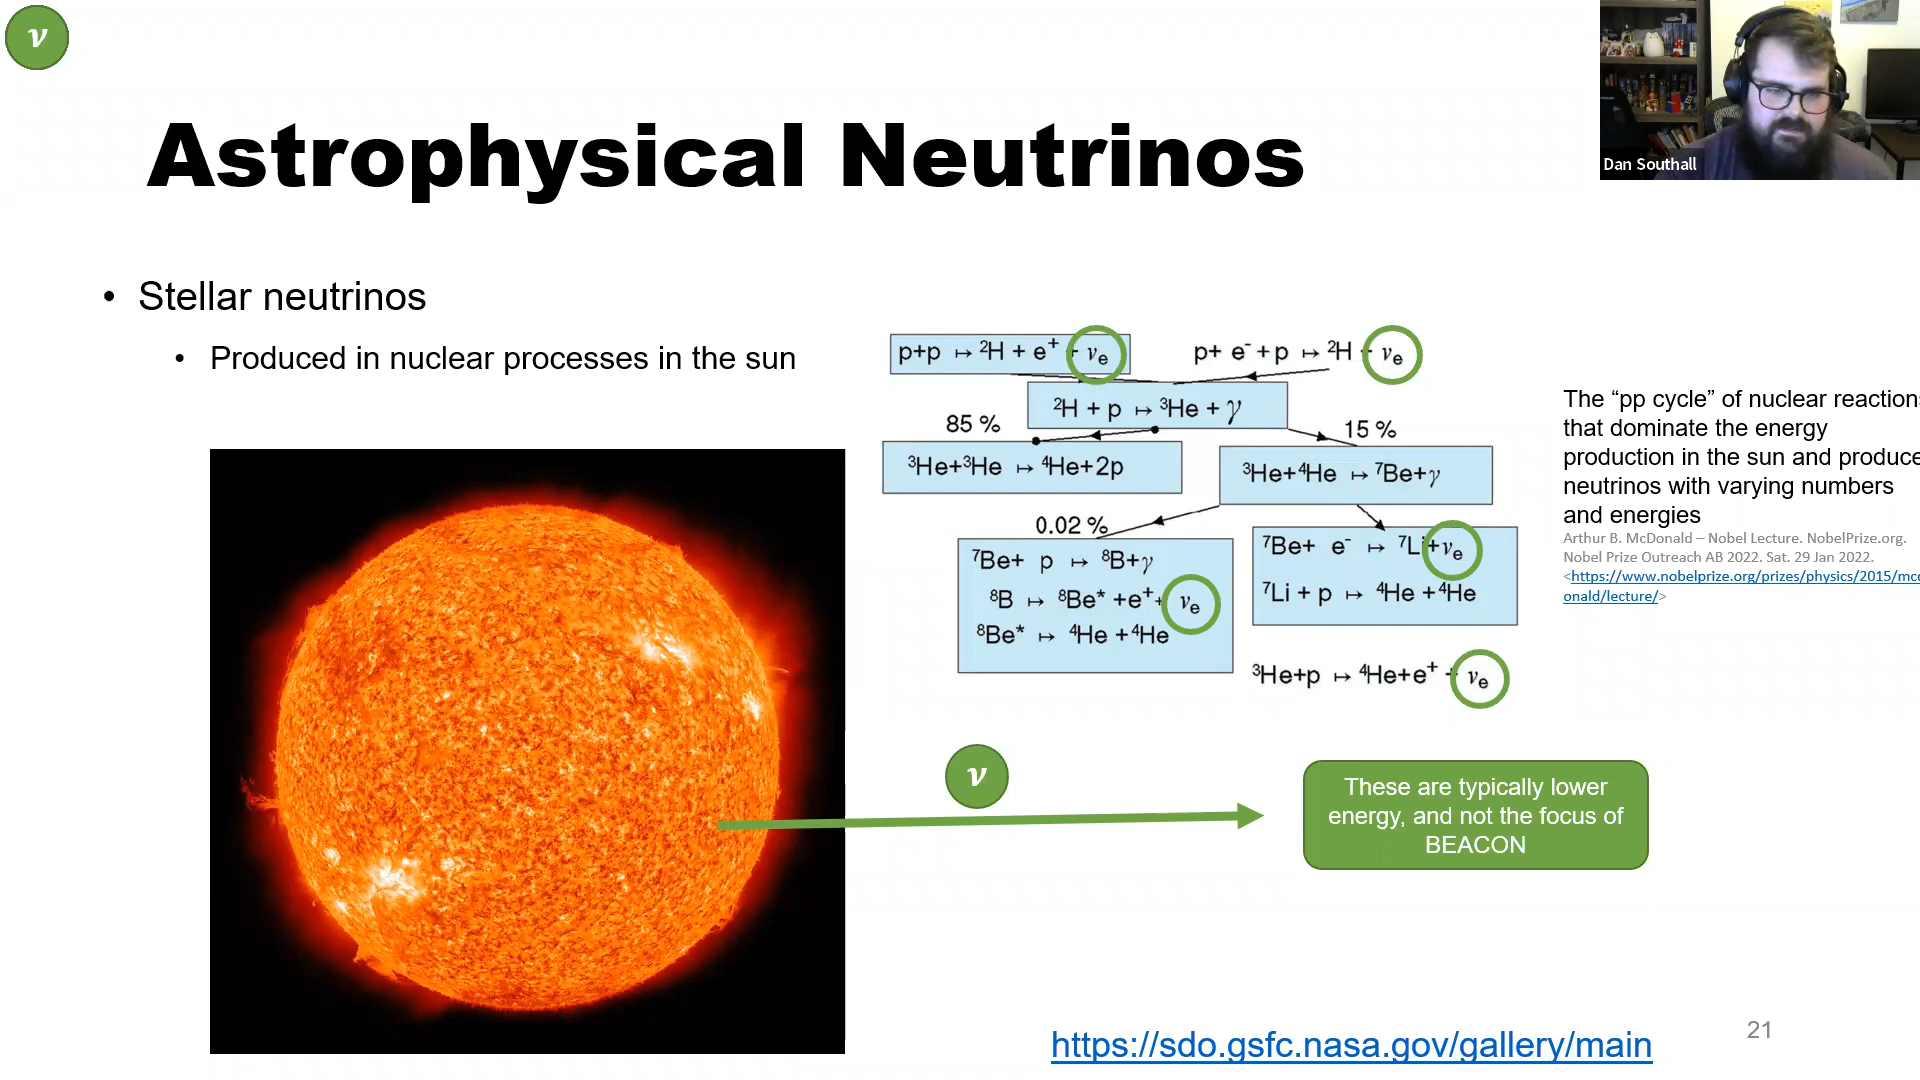 ν
Dan Southall
Astrophysical Neutrinos
• Stellar neutrinos
• Produced in nuclear processes in the sun
p+p ↦ ²H + e⁺ + νₑ
p+ e⁻+p ↦ ²H + νₑ
²H + p ↦ ³He + γ
85 %
15 %
³He+³He ↦ ⁴He+2p
³He+⁴He ↦ ⁷Be+γ
0.02 %
⁷Be+ p ↦ ⁸B+γ
⁸B ↦ ⁸Be* +e⁺+ νₑ
⁸Be* ↦ ⁴He +⁴He
⁷Be+ e⁻ ↦ ⁷Li+νₑ
⁷Li + p ↦ ⁴He +⁴He
³He+p ↦ ⁴He+e⁺ + νₑ
The “pp cycle” of nuclear reactions
that dominate the energy
production in the sun and produce
neutrinos with varying numbers
and energies
Arthur B. McDonald – Nobel Lecture. NobelPrize.org.
Nobel Prize Outreach AB 2022. Sat. 29 Jan 2022.
<https://www.nobelprize.org/prizes/physics/2015/mcd
onald/lecture/>
ν
These are typically lower
energy, and not the focus of
BEACON
https://sdo.gsfc.nasa.gov/gallery/main
21